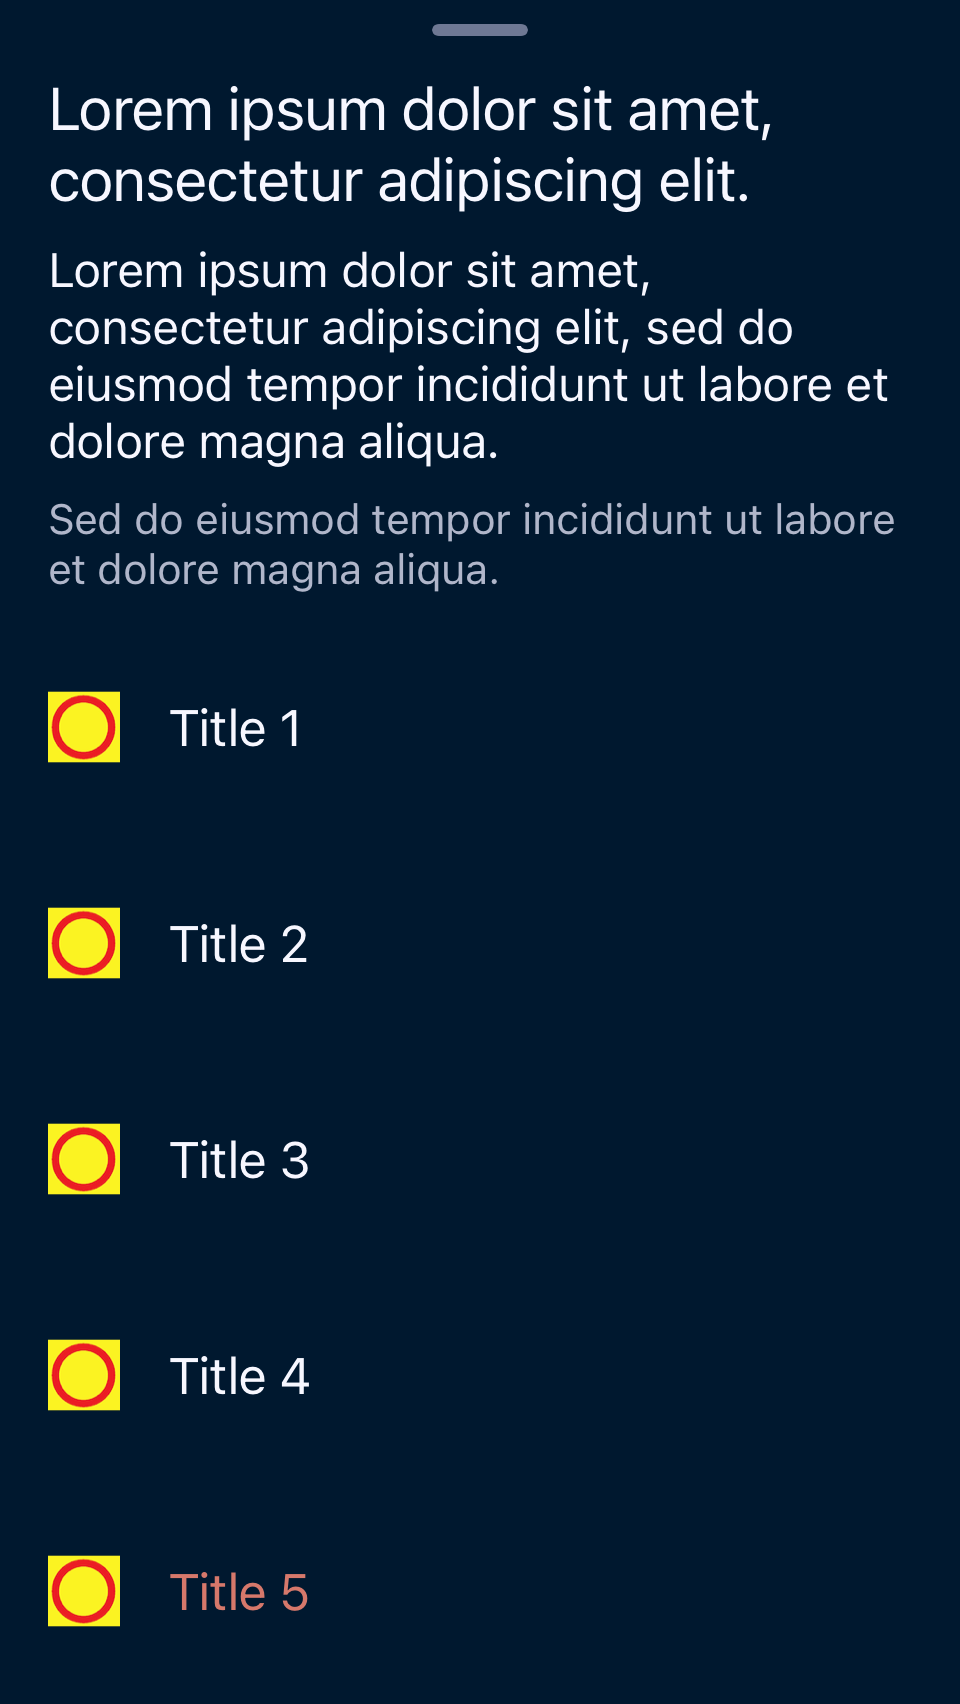 Lorem ipsum dolor sit amet,
consectetur adipiscing elit.
Lorem ipsum dolor sit amet,
consectetur adipiscing elit, sed do
eiusmod tempor incididunt ut labore et
dolore magna aliqua.
Sed do eiusmod tempor incididunt ut labore
et dolore magna aliqua.
Title 1
Title 2
Title 3
Title 4
Title 5